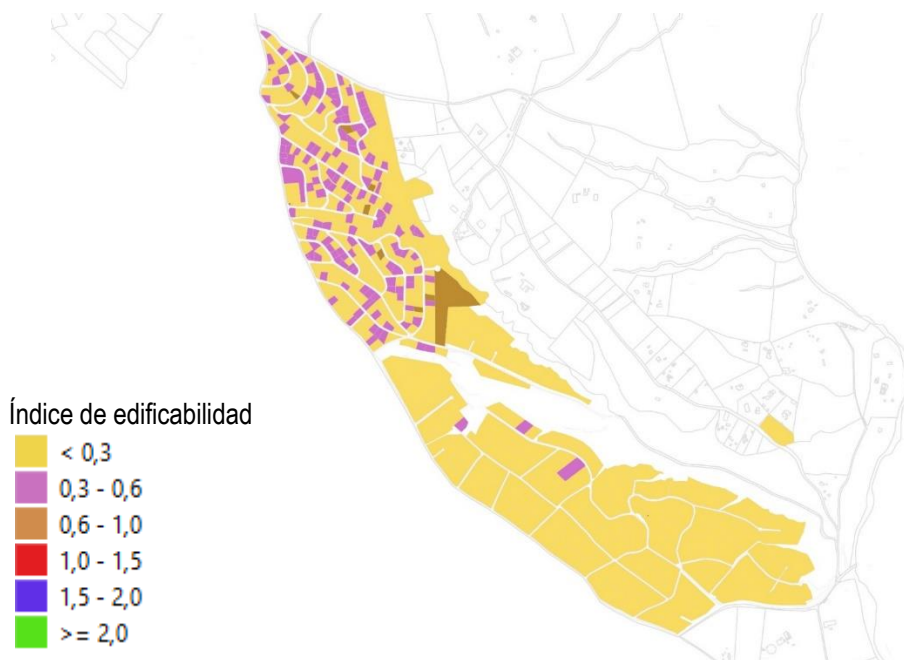 Índice de edificabilidad
< 0,3
0,3 - 0,6
0,6 - 1,0
1,0 - 1,5
1,5 - 2,0
>= 2,0